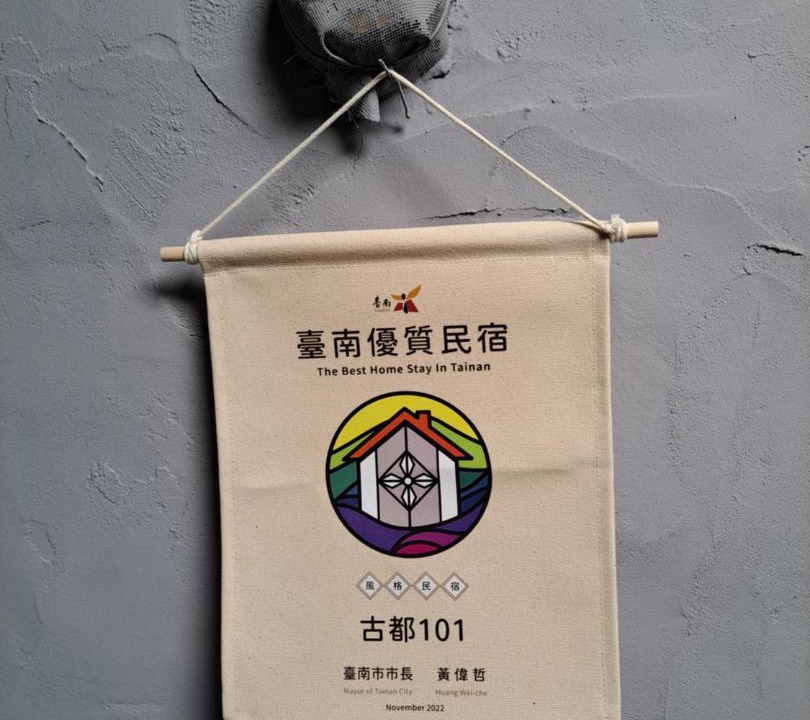 臺南
臺南優質民宿
The Best Home Stay In Tainan
風格民宿
古都101
臺南市市長 黃偉哲
Mayor of Tainan City Huang Wei-che
November 2022